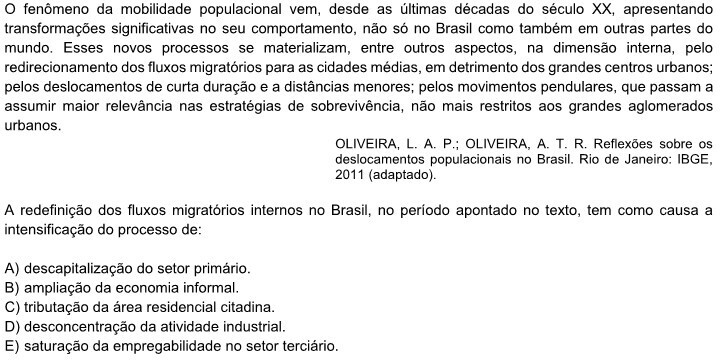 O fenômeno da mobilidade populacional vem, desde as últimas décadas do século XX, apresentando
transformações significativas no seu comportamento, não só no Brasil como também em outras partes do
mundo. Esses novos processos se materializam, entre outros aspectos, na dimensão interna, pelo
redirecionamento dos fluxos migratórios para as cidades médias, em detrimento dos grandes centros urbanos;
pelos deslocamentos de curta duração e a distâncias menores; pelos movimentos pendulares, que passam a
assumir maior relevância nas estratégias de sobrevivência, não mais restritos aos grandes aglomerados
urbanos.
OLIVEIRA, L. A. P.; OLIVEIRA, A. T. R. Reflexões sobre os
deslocamentos populacionais no Brasil. Rio de Janeiro: IBGE,
2011 (adaptado).
A redefinição dos fluxos migratórios internos no Brasil, no período apontado no texto, tem como causa a
intensificação do processo de:
A) descapitalização do setor primário.
B) ampliação da economia informal.
C) tributação da área residencial citadina.
D) desconcentração da atividade industrial.
E) saturação da empregabilidade no setor terciário.